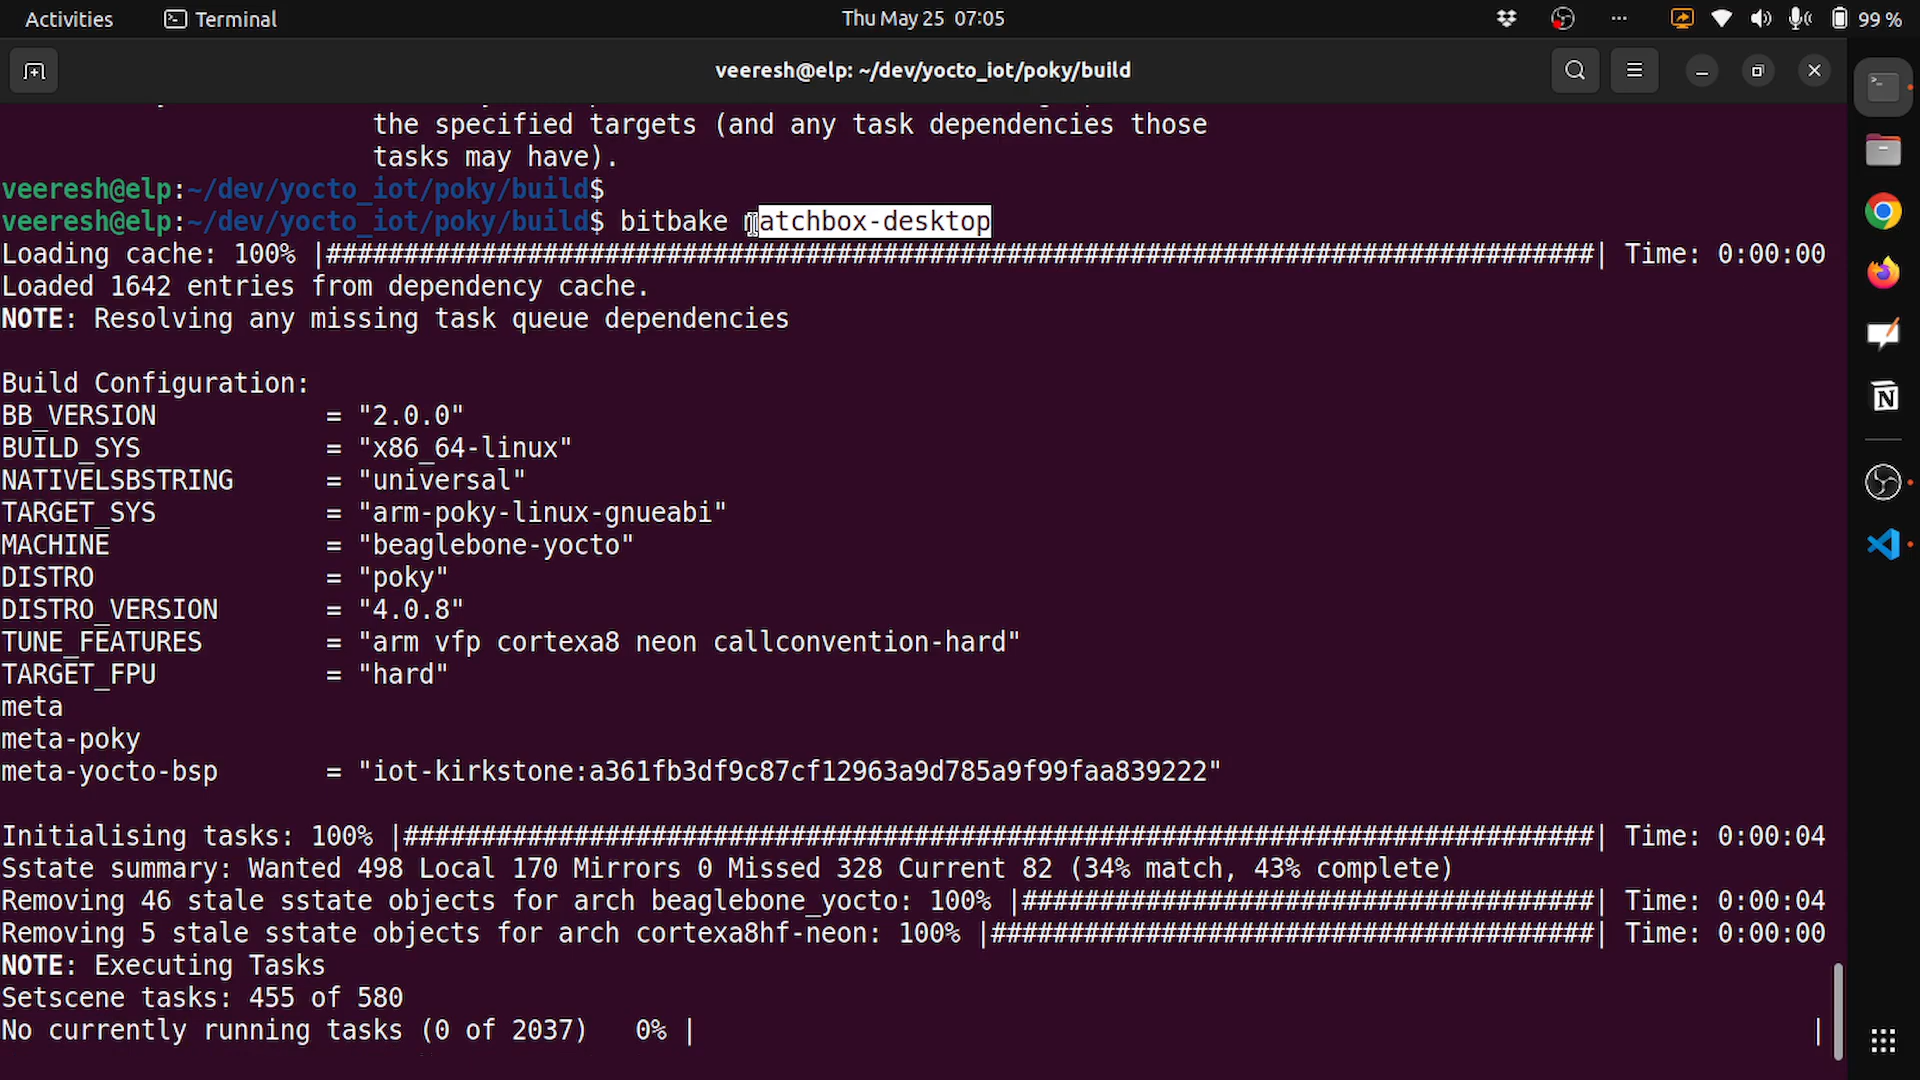 Activities Terminal Thu May 25 07:05 99 %
veeresh@elp: ~/dev/yocto_iot/poky/build
the specified targets (and any task dependencies those
tasks may have).
veeresh@elp:~/dev/yocto_iot/poky/build$
veeresh@elp:~/dev/yocto_iot/poky/build$ bitbake matchbox-desktop
Loading cache: 100% |##################################################################################| Time: 0:00:00
Loaded 1642 entries from dependency cache.
NOTE: Resolving any missing task queue dependencies
Build Configuration:
BB_VERSION = "2.0.0"
BUILD_SYS = "x86_64-linux"
NATIVELSBSTRING = "universal"
TARGET_SYS = "arm-poky-linux-gnueabi"
MACHINE = "beaglebone-yocto"
DISTRO = "poky"
DISTRO_VERSION = "4.0.8"
TUNE_FEATURES = "arm vfp cortexa8 neon callconvention-hard"
TARGET_FPU = "hard"
meta
meta-poky
meta-yocto-bsp = "iot-kirkstone:a361fb3df9c87cf12963a9d785a9f99faa839222"
Initialising tasks: 100% |#############################################################################| Time: 0:00:04
Sstate summary: Wanted 498 Local 170 Mirrors 0 Missed 328 Current 82 (34% match, 43% complete)
Removing 46 stale sstate objects for arch beaglebone_yocto: 100% |#####################################| Time: 0:00:04
Removing 5 stale sstate objects for arch cortexa8hf-neon: 100% |#######################################| Time: 0:00:00
NOTE: Executing Tasks
Setscene tasks: 455 of 580
No currently running tasks (0 of 2037) 0% | |